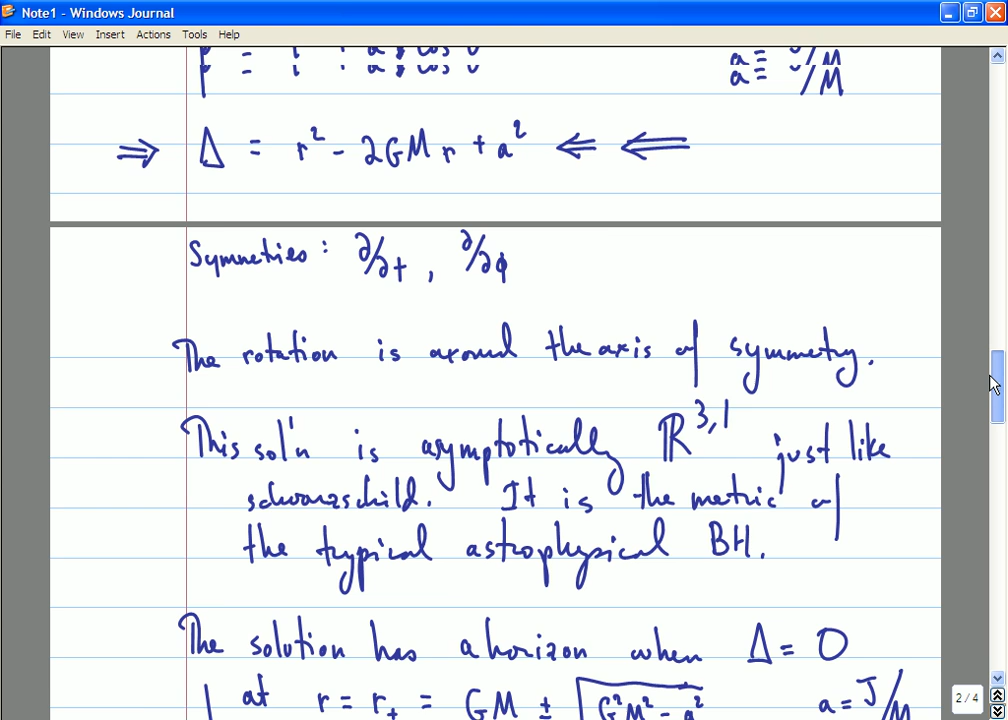 Note1 - Windows Journal
File Edit View Insert Actions Tools Help
⇒ Δ = r² - 2GMr + a² ⇐ ⇐
Symmetries: ∂/∂t, ∂/∂φ
The rotation is around the axis of symmetry.
This sol'n is asymptotically ℝ^3,1 just like
schwarzschild. It is the metric of
the typical astrophysical BH.
The solution has a horizon when Δ = 0
at r = r₊ = GM ± √G²M² - a² a = J/M
2 / 4